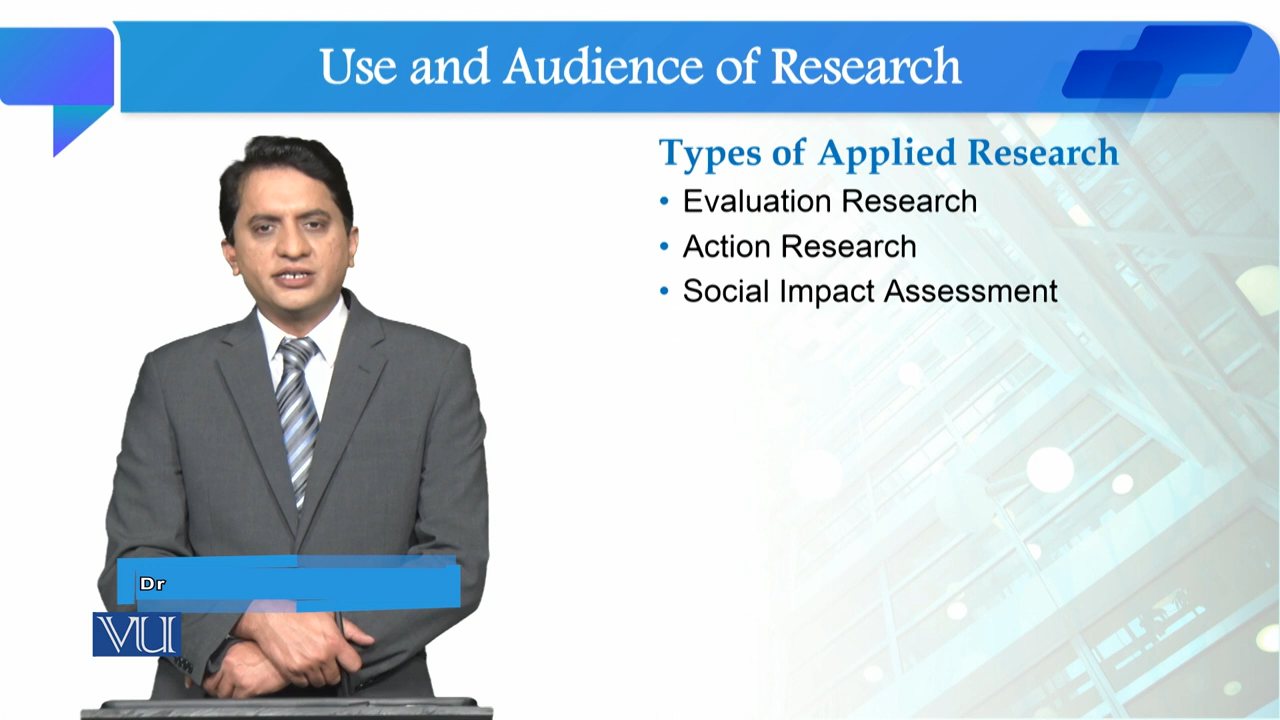 Use and Audience of Research
Types of Applied Research
• Evaluation Research
• Action Research
• Social Impact Assessment
Dr
VU